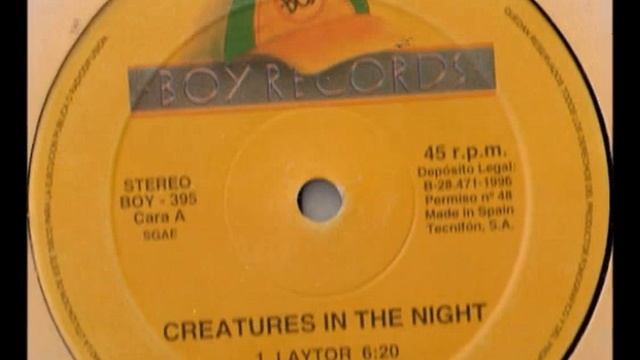 BOY
BOY RECORDS
STEREO
BOY - 395
Cara A
SGAE
45 r.p.m.
Depósito Legal:
B-28.471-1996
Permiso nº 48
Made in Spain
Tecnifón, S.A.
CREATURES IN THE NIGHT
1. LAYTOR 6:20